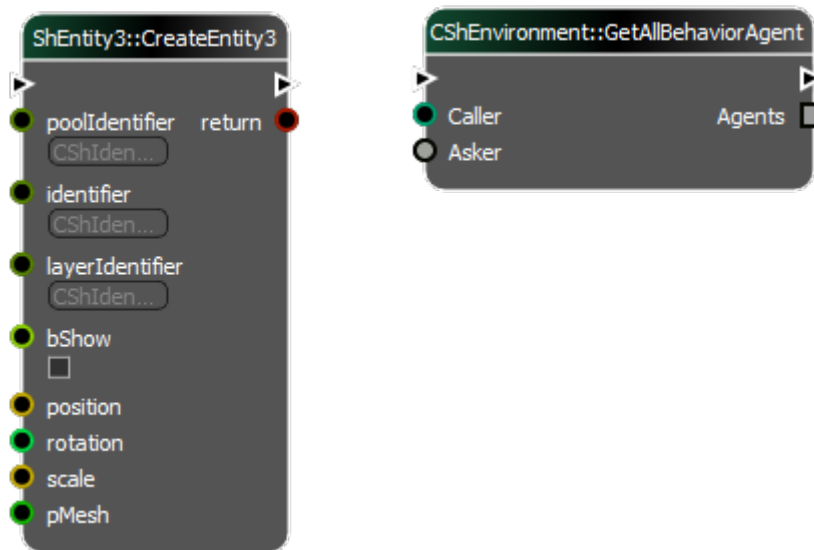 ShEntity3::CreateEntity3
poolIdentifier return
CShIden...
identifier
CShIden...
layerIdentifier
CShIden...
bShow
position
rotation
scale
pMesh
CShEnvironment::GetAllBehaviorAgent
Caller Agents
Asker